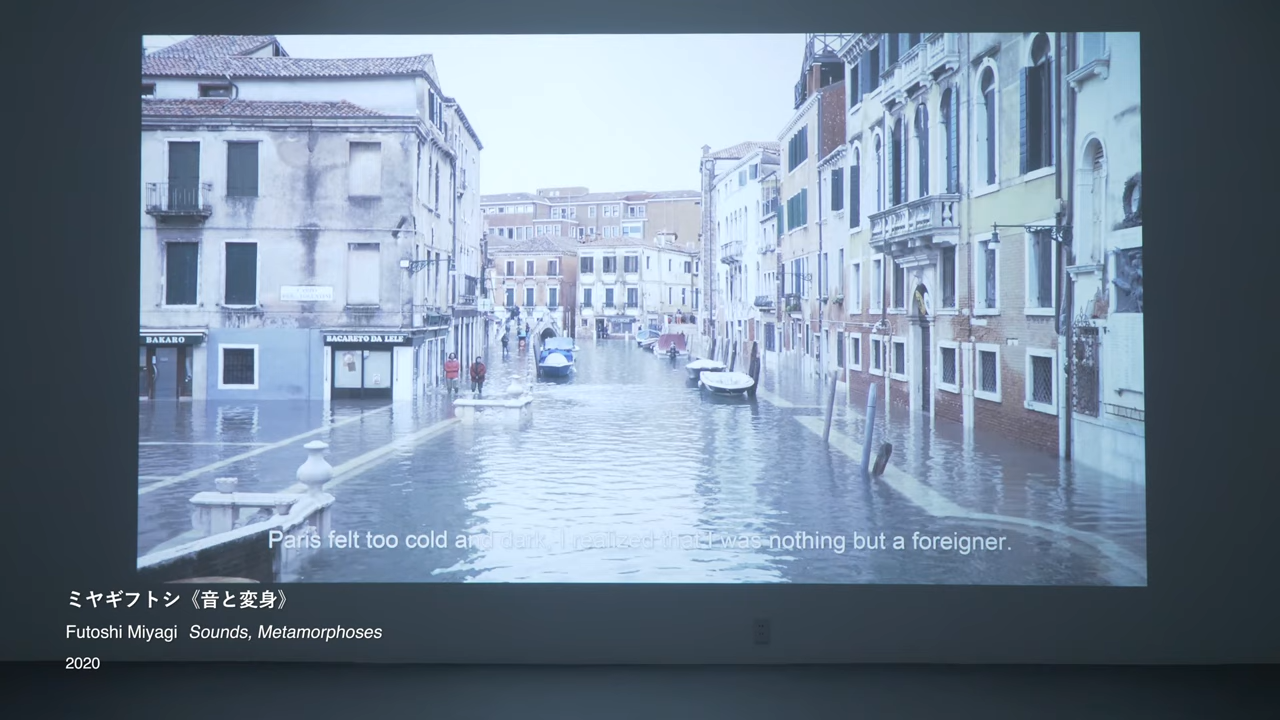 BAKARO
BACARETO DA LELE
Paris felt too cold and dark, I realized that I was nothing but a foreigner.
ミヤギフトシ《音と変身》
Futoshi Miyagi Sounds, Metamorphoses
2020